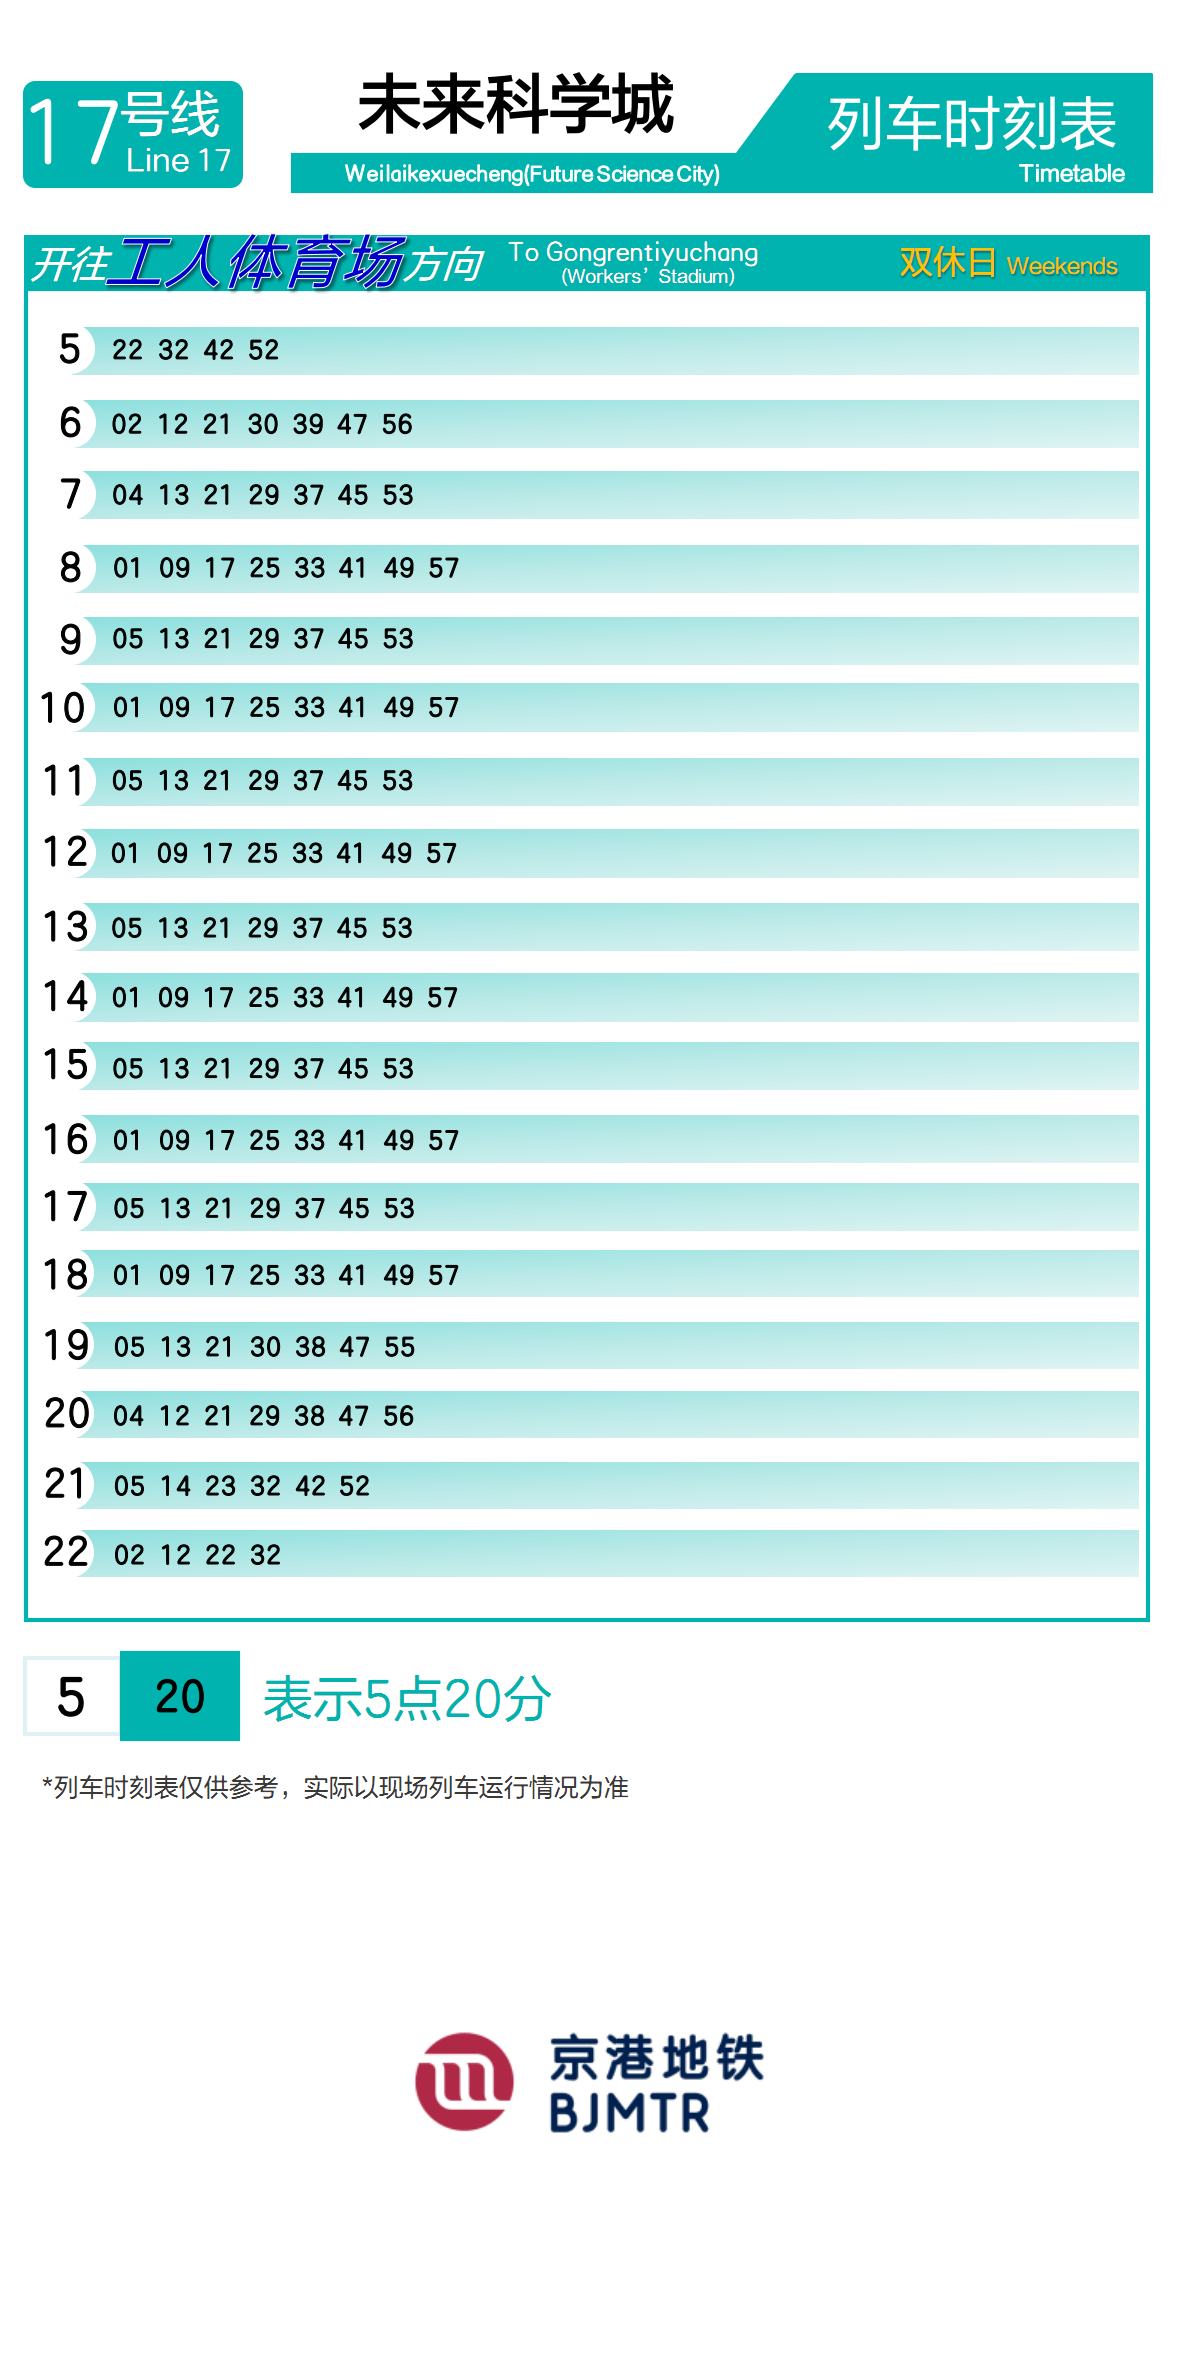 17号线
Line 17
未来科学城
Weilaikexuecheng(Future Science City)
列车时刻表
Timetable
开往工人体育场方向
To Gongrentiyuchang
(Workers’ Stadium)
双休日 Weekends
5 22 32 42 52
6 02 12 21 30 39 47 56
7 04 13 21 29 37 45 53
8 01 09 17 25 33 41 49 57
9 05 13 21 29 37 45 53
10 01 09 17 25 33 41 49 57
11 05 13 21 29 37 45 53
12 01 09 17 25 33 41 49 57
13 05 13 21 29 37 45 53
14 01 09 17 25 33 41 49 57
15 05 13 21 29 37 45 53
16 01 09 17 25 33 41 49 57
17 05 13 21 29 37 45 53
18 01 09 17 25 33 41 49 57
19 05 13 21 30 38 47 55
20 04 12 21 29 38 47 56
21 05 14 23 32 42 52
22 02 12 22 32
5 20 表示5点20分
*列车时刻表仅供参考，实际以现场列车运行情况为准
京港地铁
BJMTR